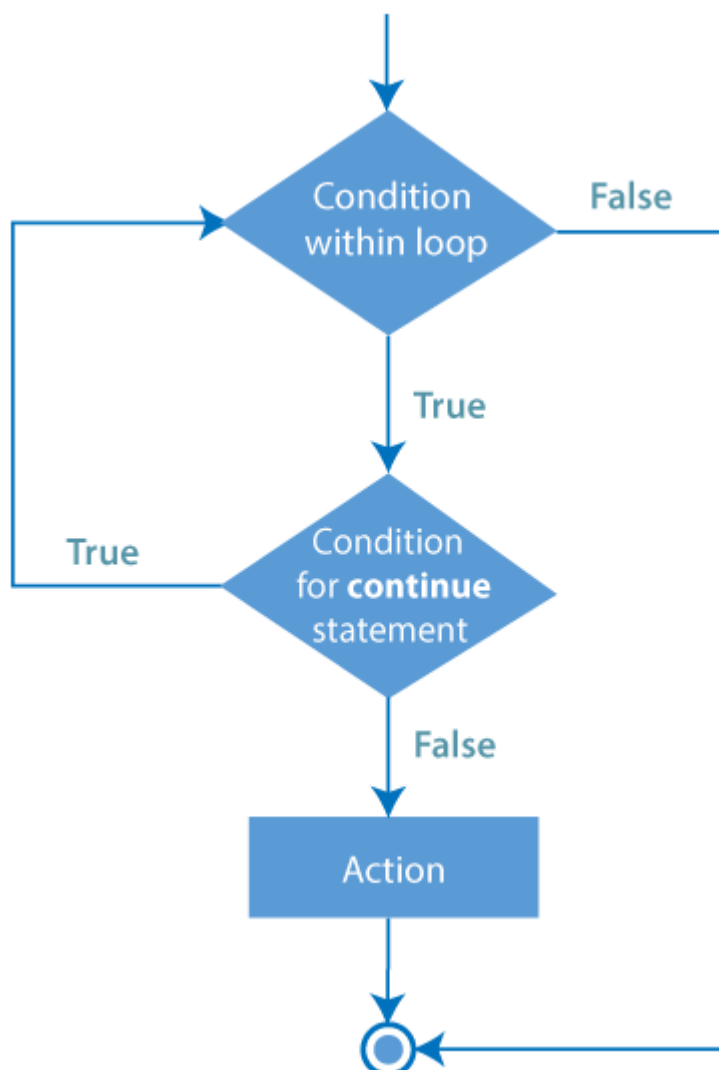 Condition
within loop
False
True
Condition
for continue
statement
True
False
Action